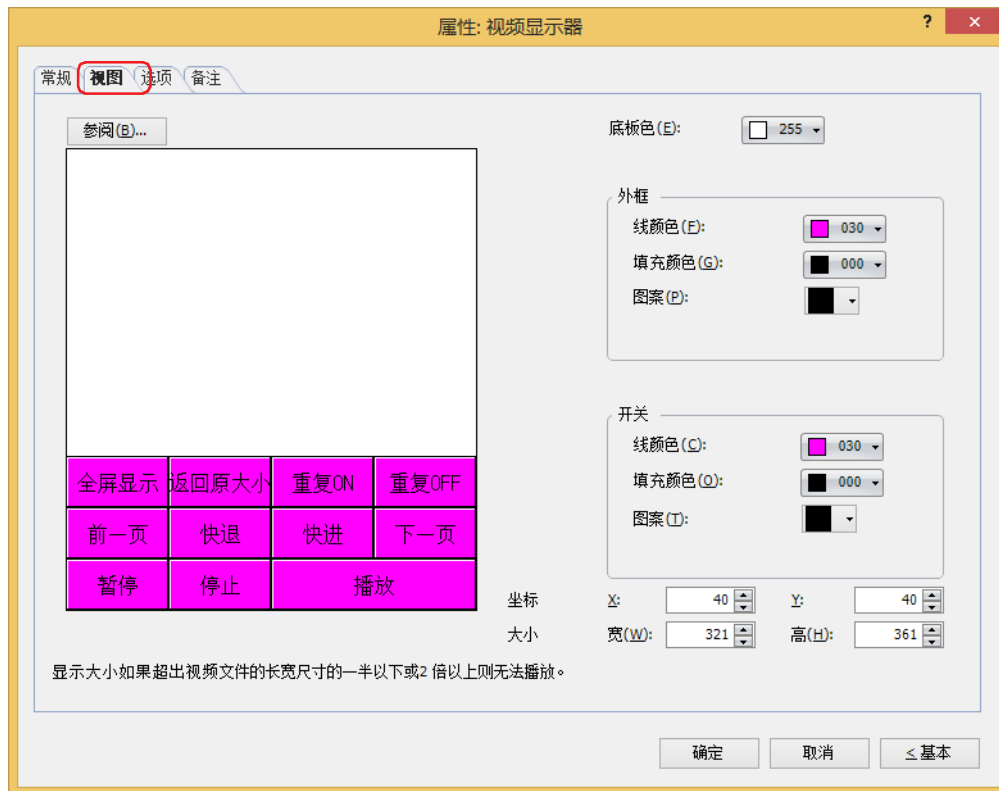 属性: 视频显示器
? ×
常规 视图 选项 备注
参阅(B)...
底板色(E): 255
外框
线颜色(F): 030
填充颜色(G): 000
图案(P):
开关
线颜色(C): 030
填充颜色(O): 000
图案(T):
全屏显示 返回原大小 重复ON 重复OFF
前一页 快退 快进 下一页
暂停 停止 播放
坐标 X: 40 Y: 40
大小 宽(W): 321 高(H): 361
显示大小如果超出视频文件的长宽尺寸的一半以下或2 倍以上则无法播放。
确定 取消 <基本